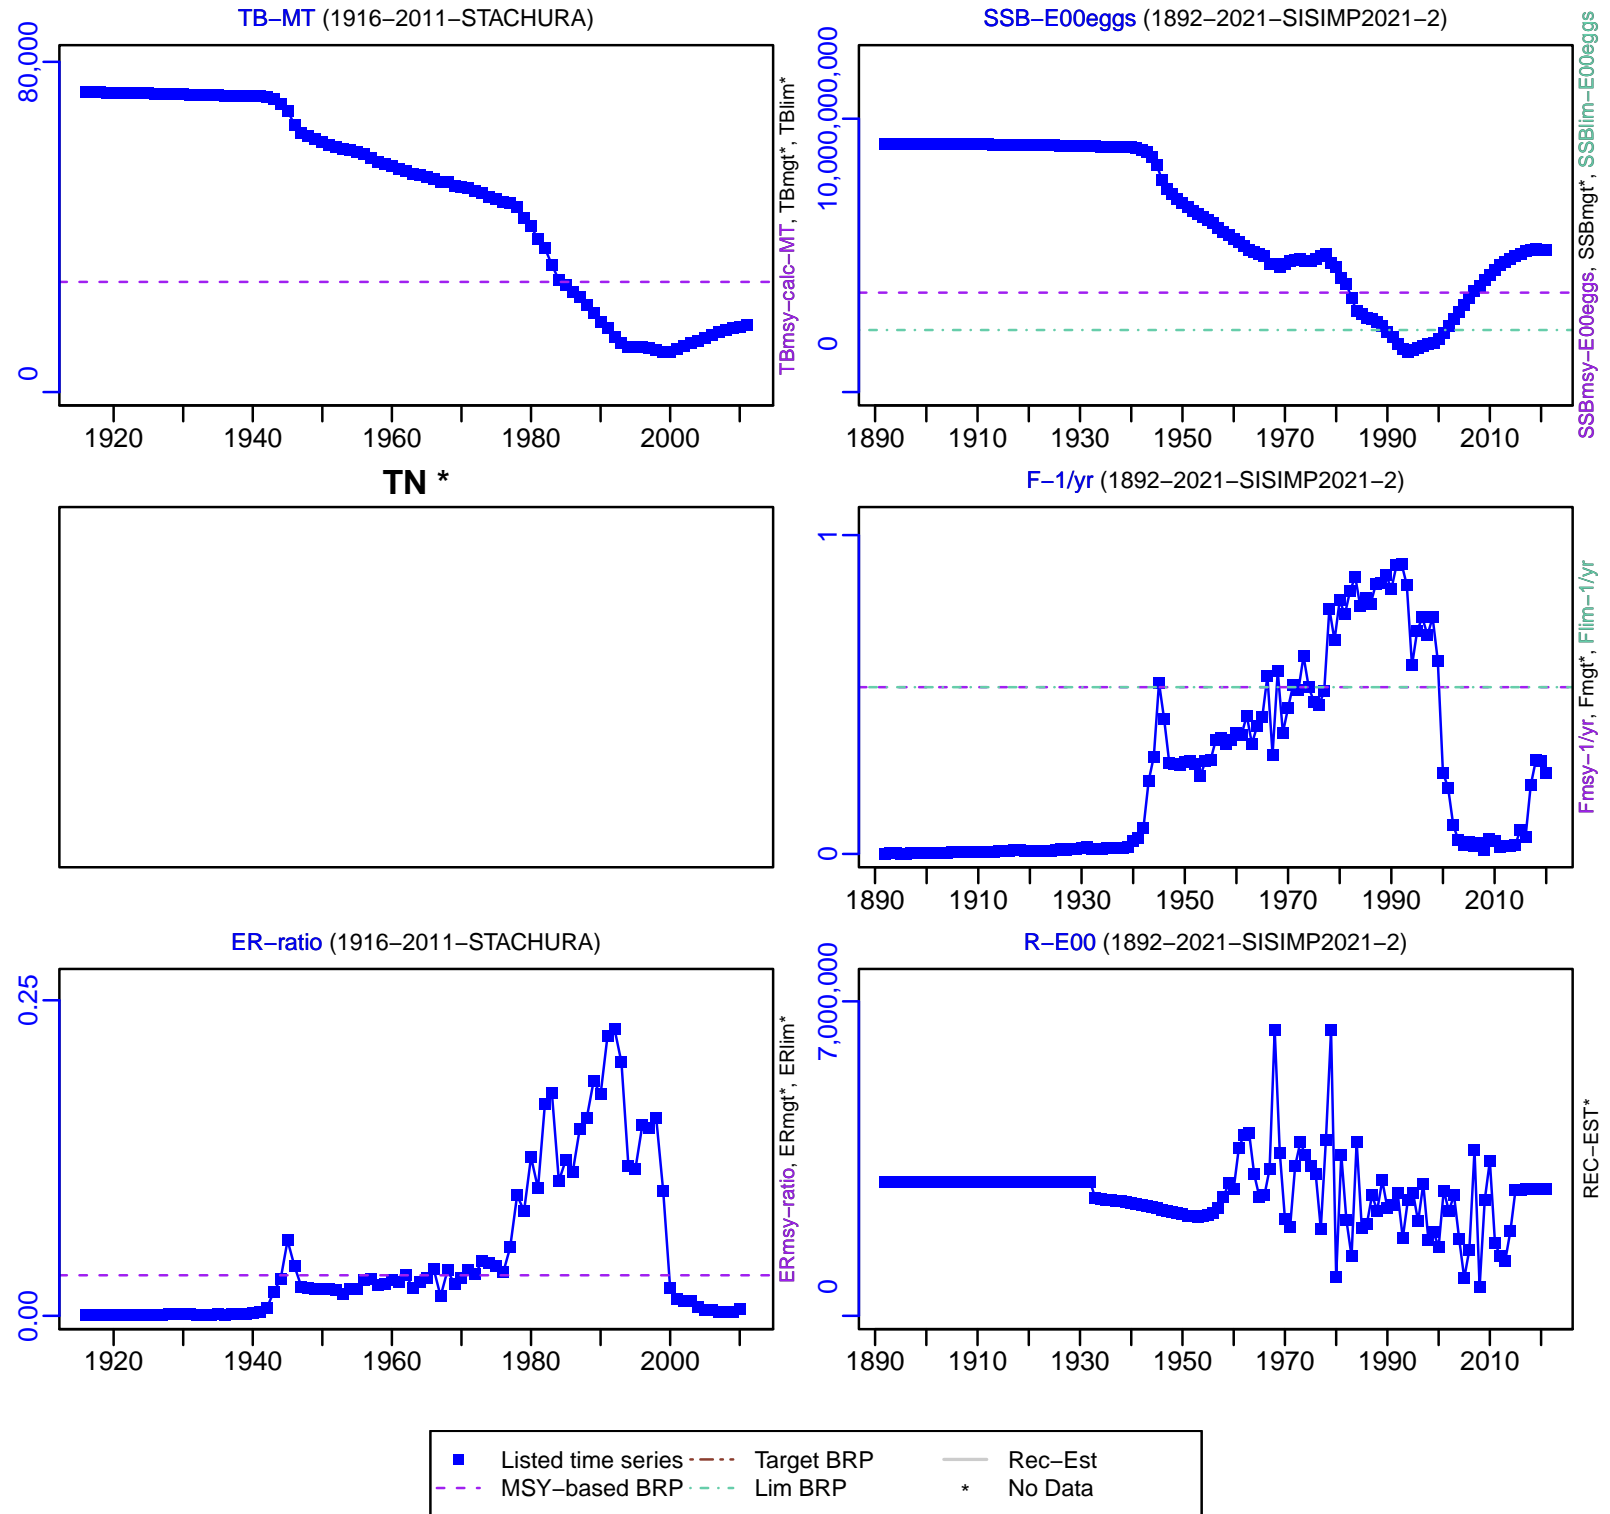 TB−MT (1916−2011−STACHURA)
80,000
0
1920 1940 1960 1980 2000
TBmsy−calc−MT, TBmgt*, TBlim*
SSB−E00eggs (1892−2021−SISIMP2021−2)
10,000,000
0
1890 1910 1930 1950 1970 1990 2010
SSBmsy−E00eggs, SSBmgt*, SSBlim−E00eggs
TN *
F−1/yr (1892−2021−SISIMP2021−2)
1
0
1890 1910 1930 1950 1970 1990 2010
Fmsy−1/yr, Fmgt*, Flim−1/yr
ER−ratio (1916−2011−STACHURA)
0.25
0.00
1920 1940 1960 1980 2000
ERmsy−ratio, ERmgt*, ERlim*
R−E00 (1892−2021−SISIMP2021−2)
7,000,000
0
1890 1910 1930 1950 1970 1990 2010
REC−EST*
Listed time series Target BRP Rec−Est
MSY−based BRP Lim BRP * No Data